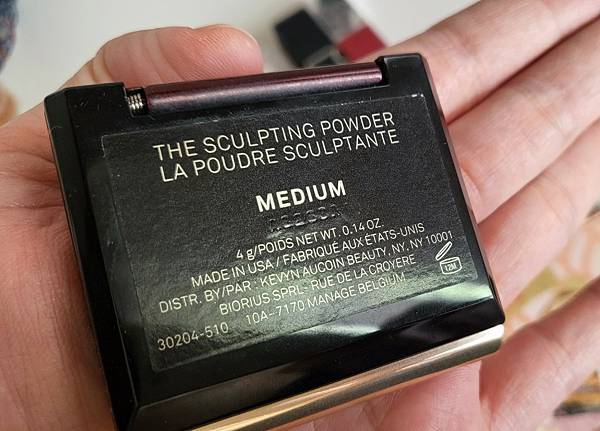 THE SCULPTING POWDER
LA POUDRE SCULPTANTE
MEDIUM
4 g/POIDS NET WT. 0.14 OZ
MADE IN USA / FABRIQUÉ AUX ÉTATS-UNIS
DISTR. BY/PAR : KEVYN AUCOIN BEAUTY, NY, NY 10001
BIORIUS SPRL- RUE DE LA CROYERE
30204-510 10A- 7170 MANAGE BELGIUM
12M